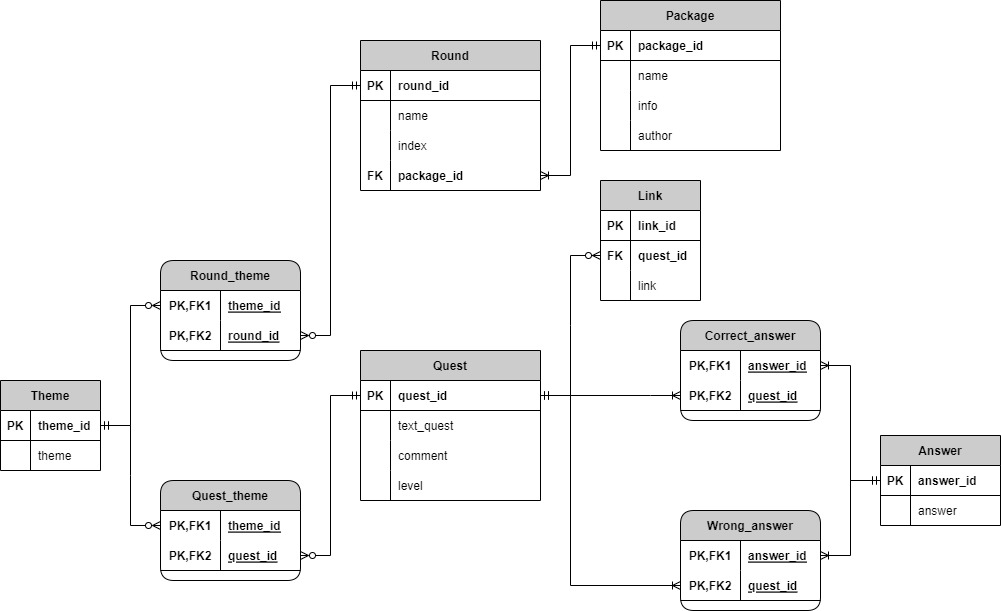 Package
PK package_id
name
info
author
Round
PK round_id
name
index
FK package_id
Link
PK link_id
FK quest_id
link
Round_theme
PK,FK1 theme_id
PK,FK2 round_id
Correct_answer
PK,FK1 answer_id
PK,FK2 quest_id
Quest
PK quest_id
text_quest
comment
level
Theme
PK theme_id
theme
Answer
PK answer_id
answer
Quest_theme
PK,FK1 theme_id
PK,FK2 quest_id
Wrong_answer
PK,FK1 answer_id
PK,FK2 quest_id